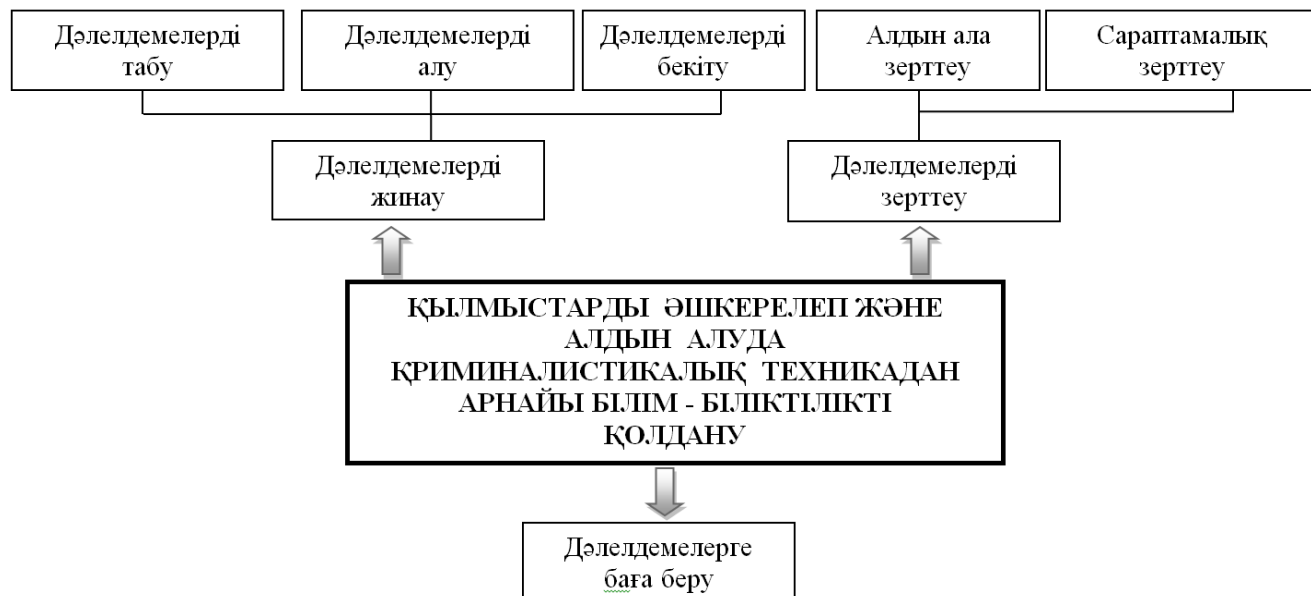 Дәлелдемелерді
табу
Дәлелдемелерді
алу
Дәлелдемелерді
бекіту
Алдын ала
зерттеу
Сараптамалық
зерттеу
Дәлелдемелерді
жинау
Дәлелдемелерді
зерттеу
ҚЫЛМЫСТАРДЫ ӘШКЕРЕЛЕП ЖӘНЕ
АЛДЫН АЛУДА
ҚРИМИНАЛИСТИКАЛЫҚ ТЕХНИКАДАН
АРНАЙЫ БІЛІМ - БІЛІКТІЛІКТІ
ҚОЛДАНУ
Дәлелдемелерге
баға беру